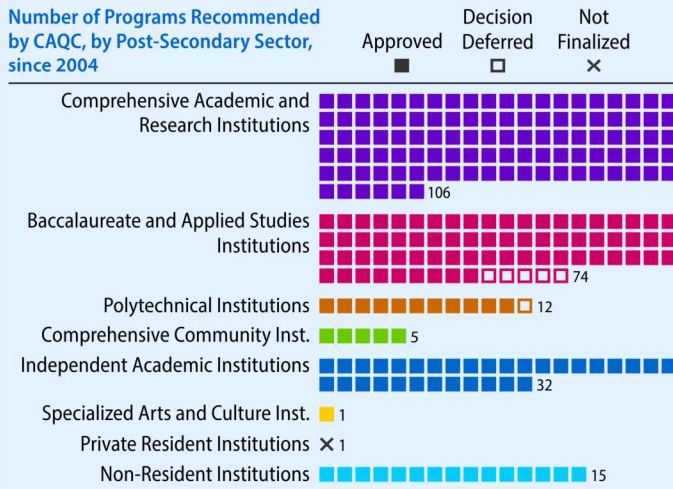 Number of Programs Recommended
by CAQC, by Post-Secondary Sector,
since 2004
Approved
Decision
Deferred
Not
Finalized
Comprehensive Academic and
Research Institutions
106
Baccalaureate and Applied Studies
Institutions
74
Polytechnical Institutions 12
Comprehensive Community Inst. 5
Independent Academic Institutions
32
Specialized Arts and Culture Inst. 1
Private Resident Institutions 1
Non-Resident Institutions 15